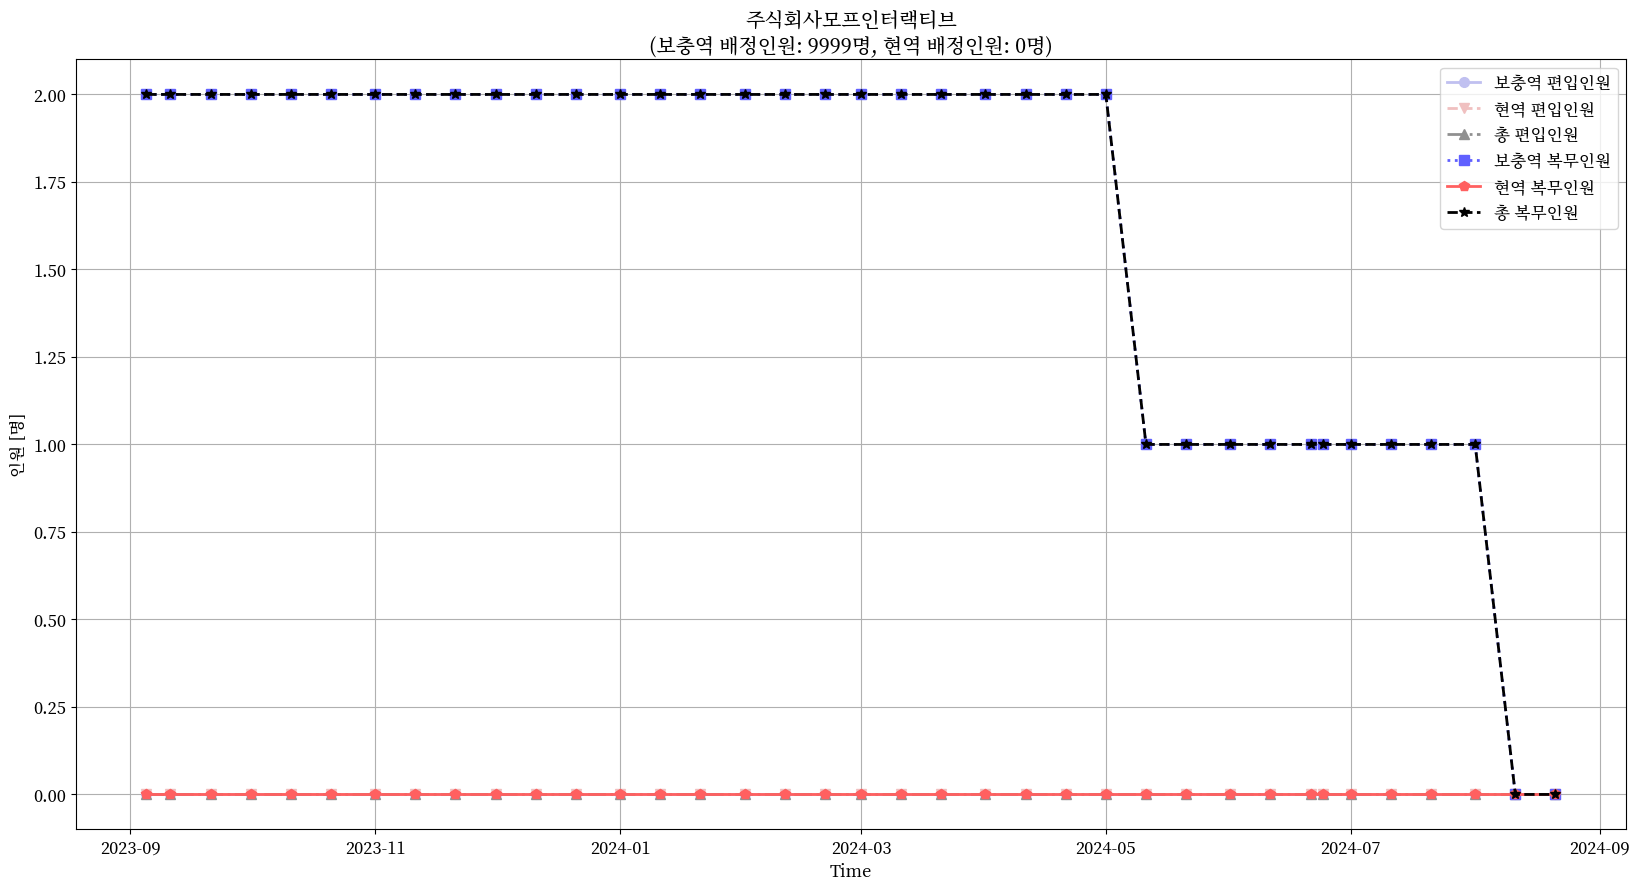 주식회사모프인터랙티브
(보충역 배정인원: 9999명, 현역 배정인원: 0명)
보충역 편입인원
현역 편입인원
총 편입인원
보충역 복무인원
현역 복무인원
총 복무인원
인원 [명]
2.00
1.75
1.50
1.25
1.00
0.75
0.50
0.25
0.00
2023-09
2023-11
2024-01
2024-03
2024-05
2024-07
2024-09
Time